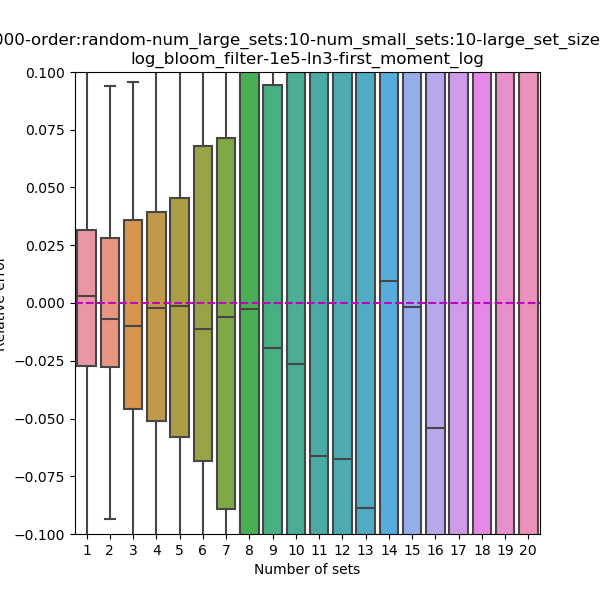 000-order:random-num_large_sets:10-num_small_sets:10-large_set_size
log_bloom_filter-1e5-ln3-first_moment_log
0.100
0.075
0.050
0.025
0.000
−0.025
−0.050
−0.075
−0.100
Relative error
1 2 3 4 5 6 7 8 9 10 11 12 13 14 15 16 17 18 19 20
Number of sets